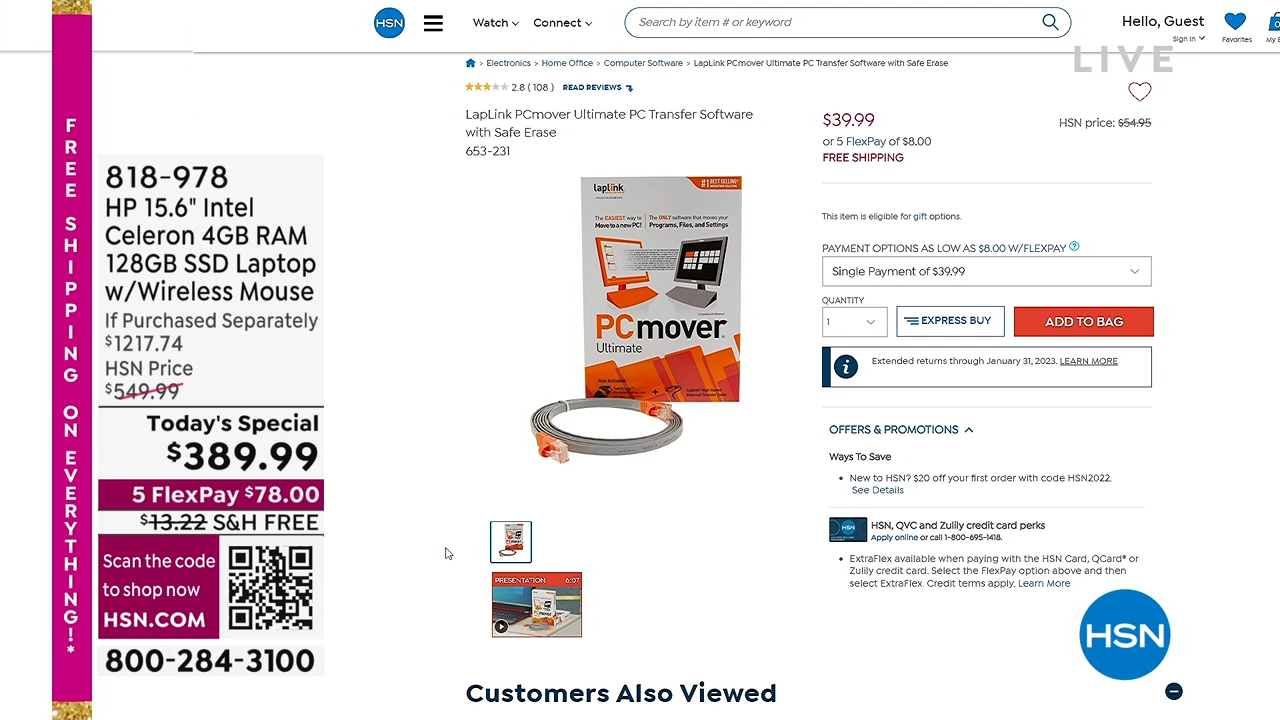 FREE SHIPPING ON EVERYTHING!*
818-978
HP 15.6" Intel
Celeron 4GB RAM
128GB SSD Laptop
w/Wireless Mouse
If Purchased Separately
$1217.74
HSN Price
$549.99
Today's Special
$389.99
5 FlexPay $78.00
$13.22 S&H FREE
Scan the code
to shop now
HSN.COM
800-284-3100
HSN
Watch
Connect
Search by item # or keyword
Hello, Guest
Sign In
Favorites
0
LIVE
Electronics > Home Office > Computer Software > LapLink PCmover Ultimate PC Transfer Software with Safe Erase
2.8 ( 108 ) READ REVIEWS
LapLink PCmover Ultimate PC Transfer Software
with Safe Erase
653-231
laplink
#1 BEST SELLING
The EASIEST way to
Move to a new PC!
The ONLY software that moves your
Programs, Files, and Settings
PCmover
Ultimate
Also Includes:
PRESENTATION 6:07
$39.99
HSN price: $54.95
or 5 FlexPay of $8.00
FREE SHIPPING
This item is eligible for gift options.
PAYMENT OPTIONS AS LOW AS $8.00 W/FLEXPAY ?
Single Payment of $39.99
QUANTITY
1
EXPRESS BUY
ADD TO BAG
Extended returns through January 31, 2023. LEARN MORE
OFFERS & PROMOTIONS
Ways To Save
• New to HSN? $20 off your first order with code HSN2022.
See Details
HSN
HSN, QVC and Zulily credit card perks
Apply online or call 1-800-695-1418.
• ExtraFlex available when paying with the HSN Card, QCard® or
Zulily credit card. Select the FlexPay option above and then
select ExtraFlex. Credit terms apply. Learn More
HSN
Customers Also Viewed